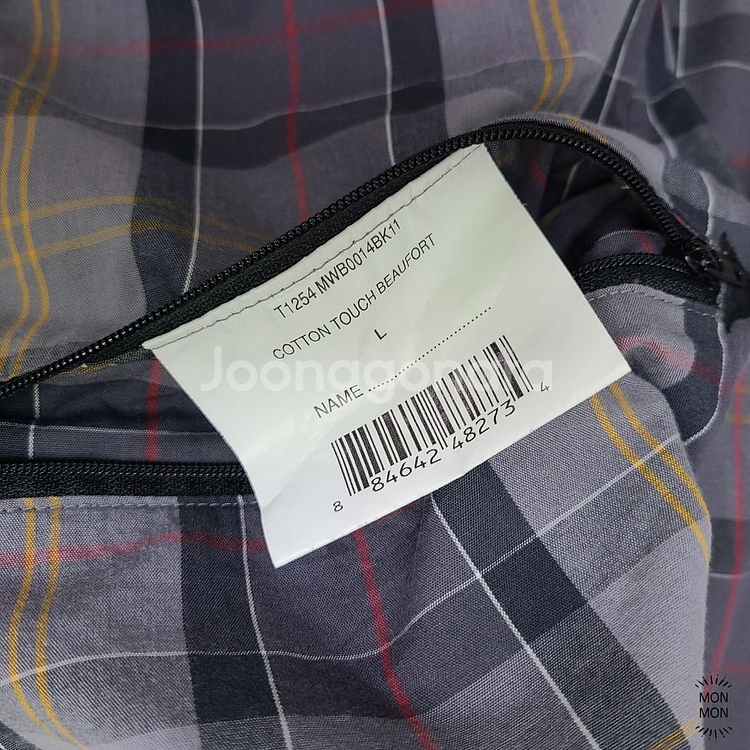 T1254 MWB0014BK11
COTTON TOUCH BEAUFORT
L
NAME ..............................
8 84642 48273 4
Joonggonara
MON
MON